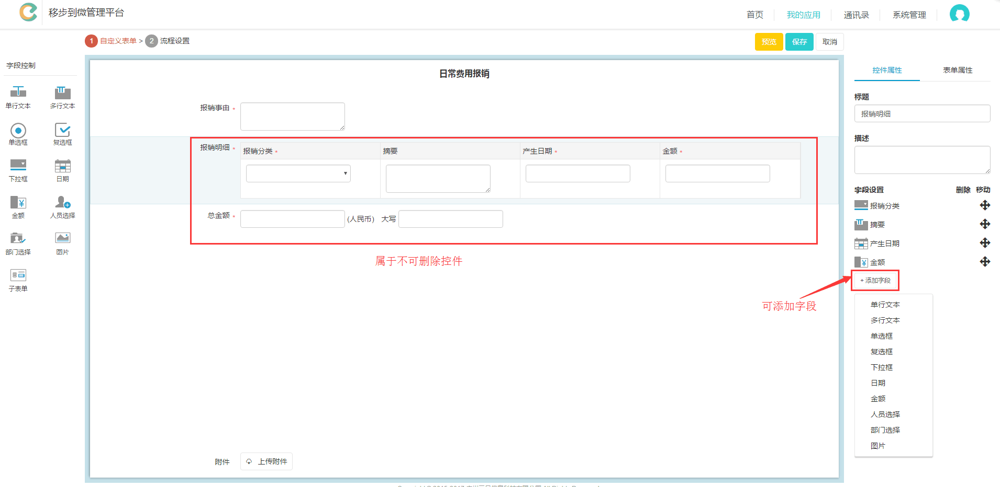 移步到微管理平台
首页 我的应用 通讯录 系统管理
1 自定义表单 > 2 流程设置
预览 保存 取消
字段控制
单行文本 多行文本
单选框 复选框
下拉框 日期
金额 人员选择
部门选择 图片
子表单
日常费用报销
报销事由 *
报销明细 * 报销分类 * 摘要 产生日期 * 金额 *
总金额 * (人民币) 大写
属于不可删除控件
可添加字段
附件 上传附件
控件属性 表单属性
标题
报销明细
描述
字段设置 删除 移动
报销分类
摘要
产生日期
金额
+ 添加字段
单行文本
多行文本
单选框
复选框
下拉框
日期
金额
人员选择
部门选择
图片